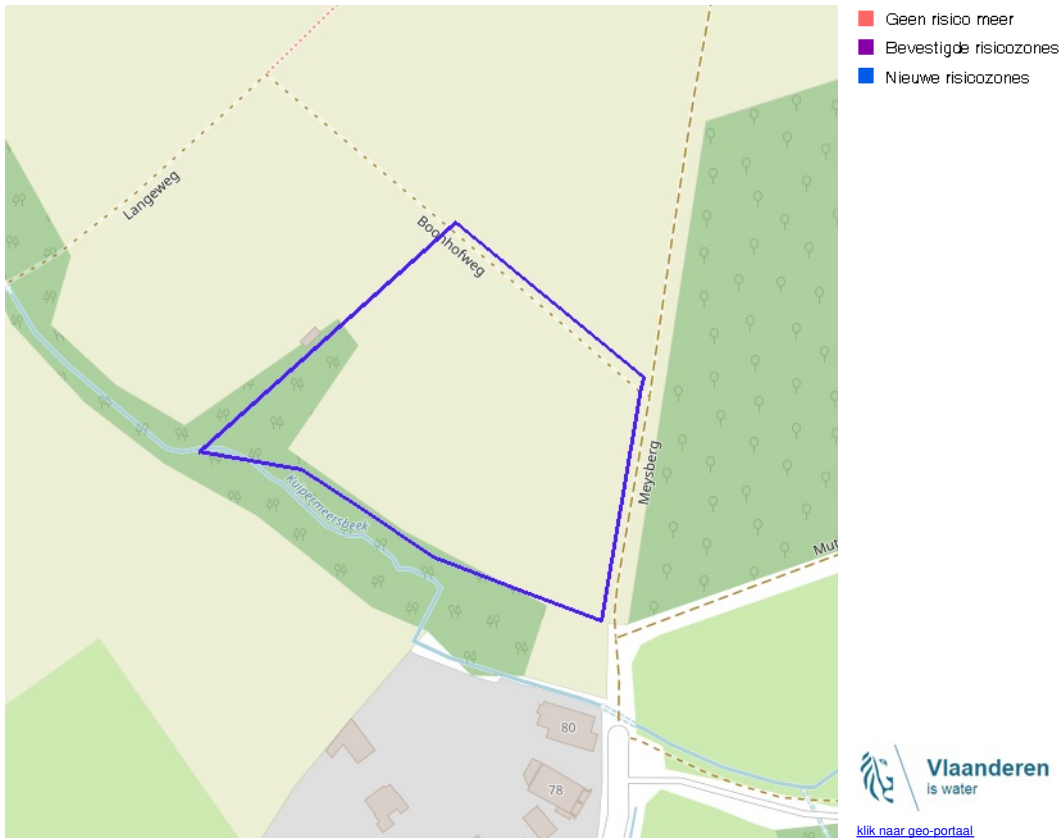 Geen risico meer
Bevestigde risicozones
Nieuwe risicozones
Langeweg
Boonhofweg
Meysberg
Kuipermeersbeek
Mut
80
78
Vlaanderen
is water
klik naar geo-portaal